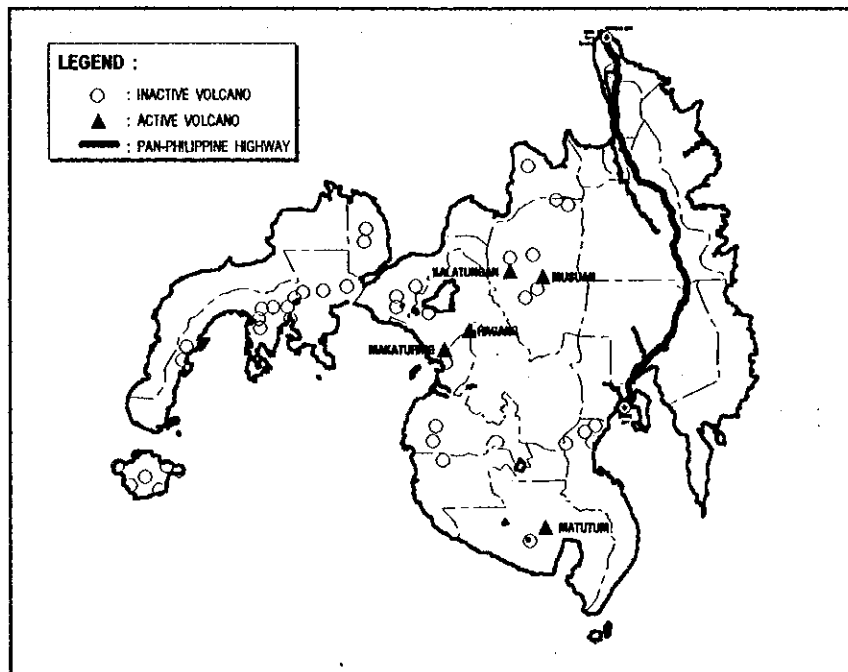 LEGEND :
: INACTIVE VOLCANO
: ACTIVE VOLCANO
: PAN-PHILIPPINE HIGHWAY
KALATUNGAN
MUSUAN
RAGANG
MAKATURING
MATUTUM